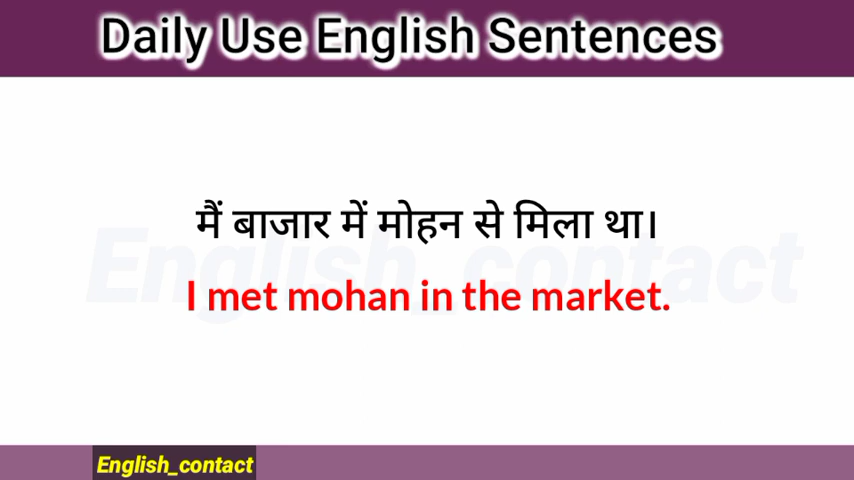 Daily Use English Sentences
मैं बाजार में मोहन से मिला था।
English_contact
I met mohan in the market.
English_contact